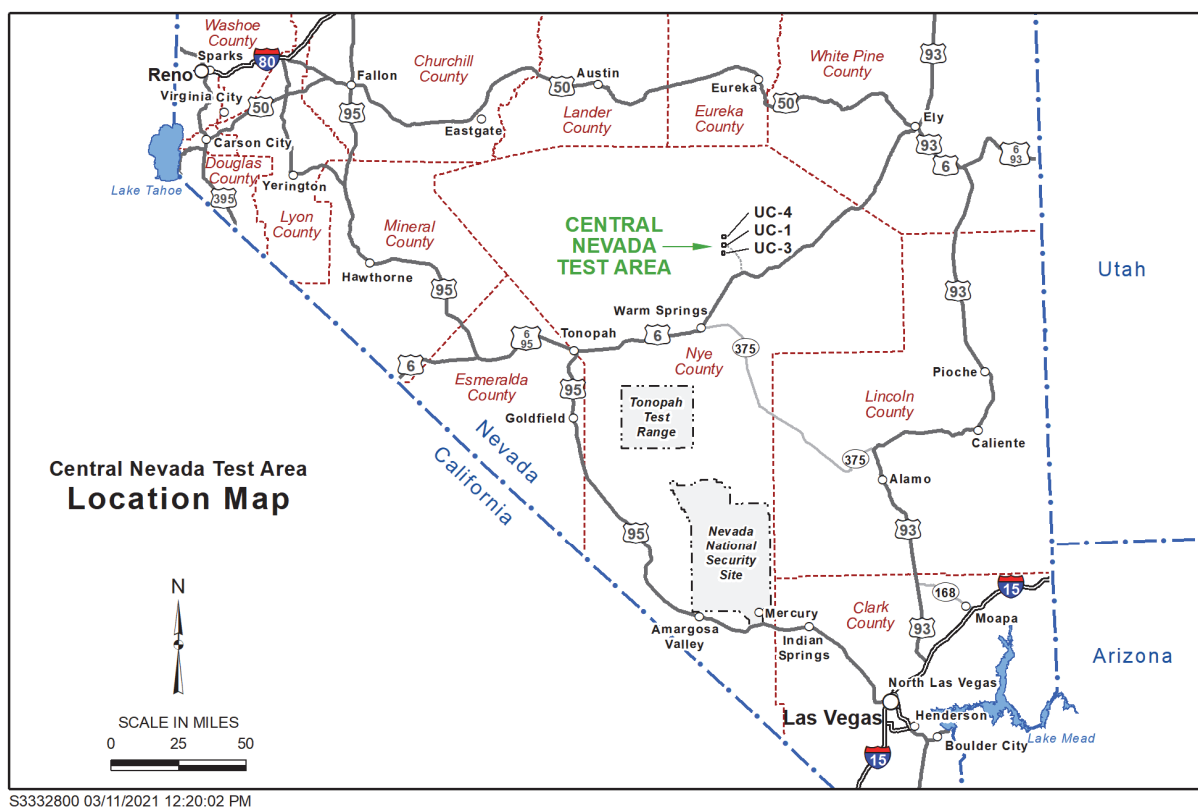 Washoe
County
Sparks
80
Reno
Virginia City
50
Fallon
95
Churchill
County
Eastgate
50
Austin
Lander
County
Eureka
Eureka
County
50
White Pine
County
93
Ely
93
6
6
93
Carson City
Douglas
County
Lake Tahoe
395
Yerington
Lyon
County
Mineral
County
Hawthorne
95
CENTRAL
NEVADA
TEST AREA
UC-4
UC-1
UC-3
Utah
93
Warm Springs
6
95
Tonopah
6
Nye
County
375
6
Esmeralda
County
95
Goldfield
Tonopah
Test
Range
Pioche
Lincoln
County
Caliente
375
Alamo
Nevada
California
Central Nevada Test Area
Location Map
95
Nevada
National
Security
Site
93
15
168
Moapa
Clark
County
93
Mercury
Amargosa
Valley
Indian
Springs
Arizona
N
North Las Vegas
Las Vegas
Henderson
Boulder City
Lake Mead
15
SCALE IN MILES
0 25 50
S3332800 03/11/2021 12:20:02 PM